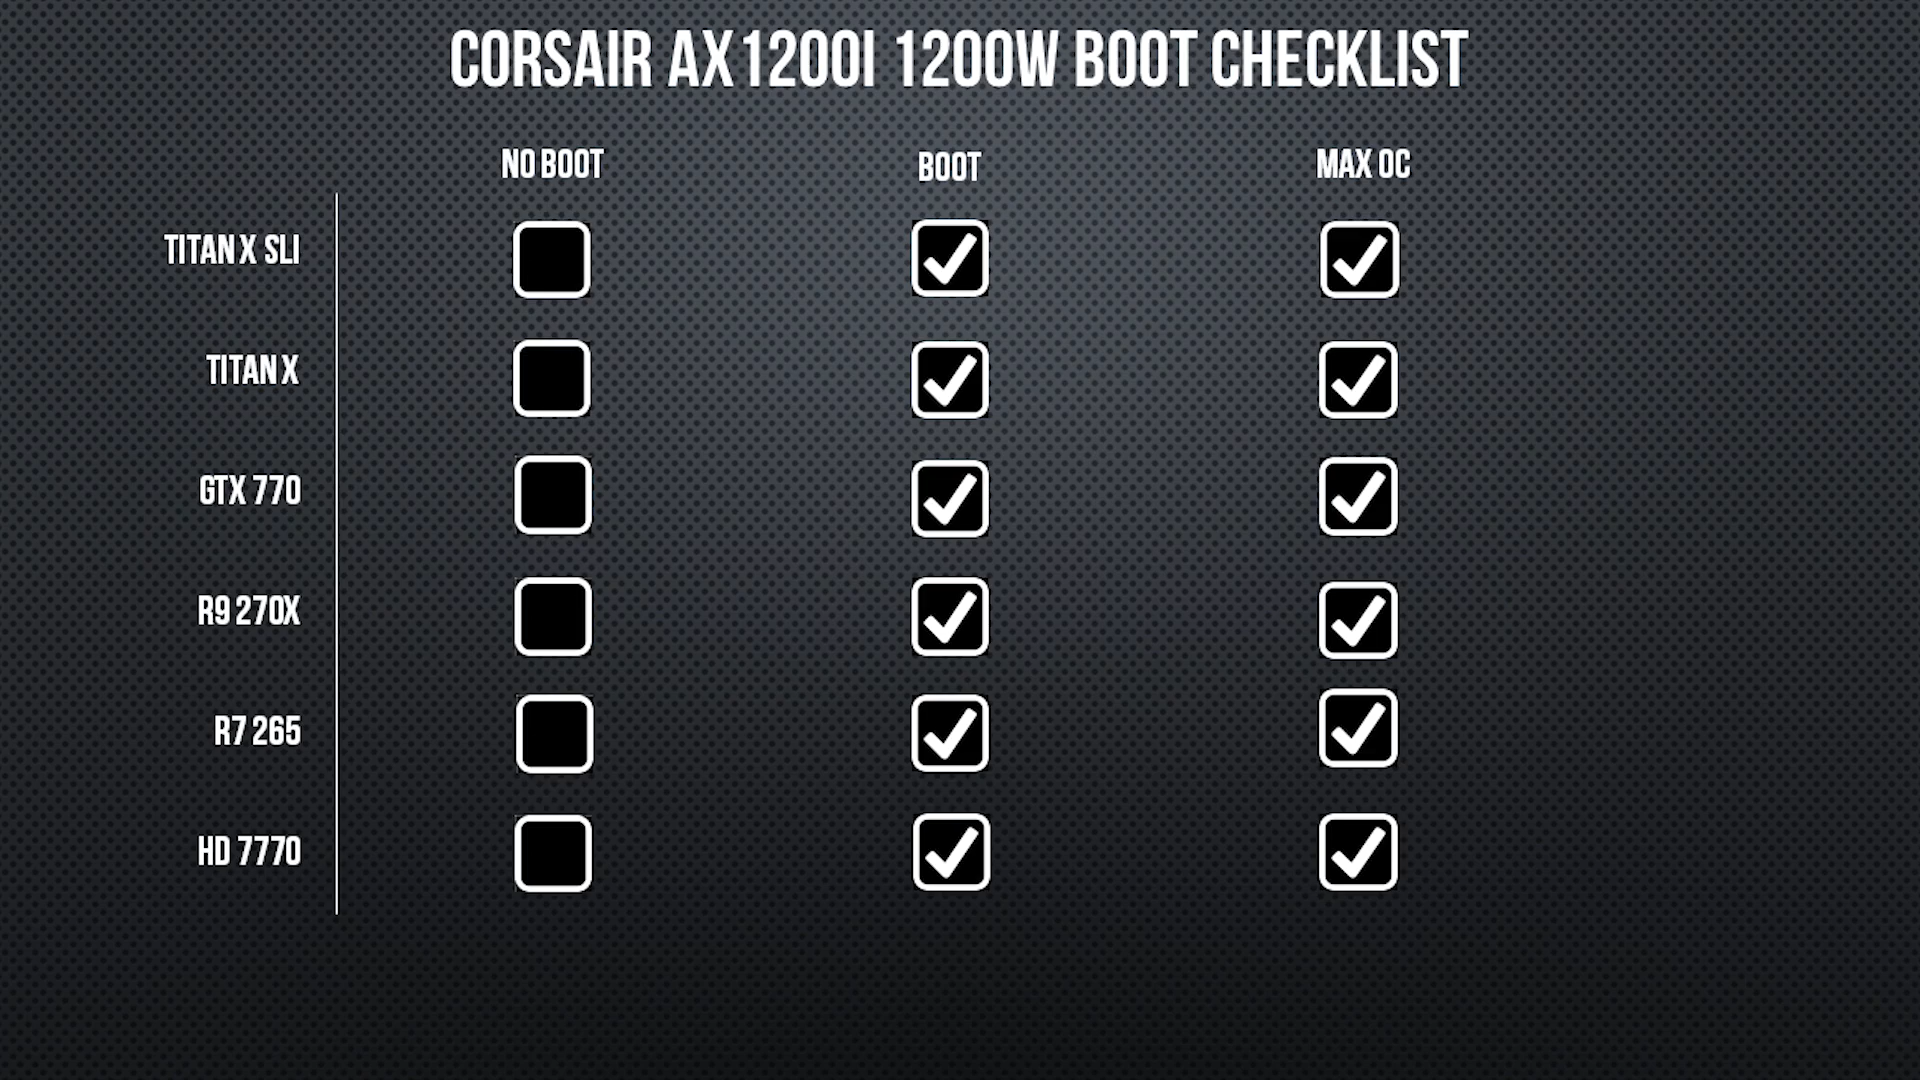 CORSAIR AX1200I 1200W BOOT CHECKLIST
NO BOOT BOOT MAX OC
TITAN X SLI
TITAN X
GTX 770
R9 270X
R7 265
HD 7770